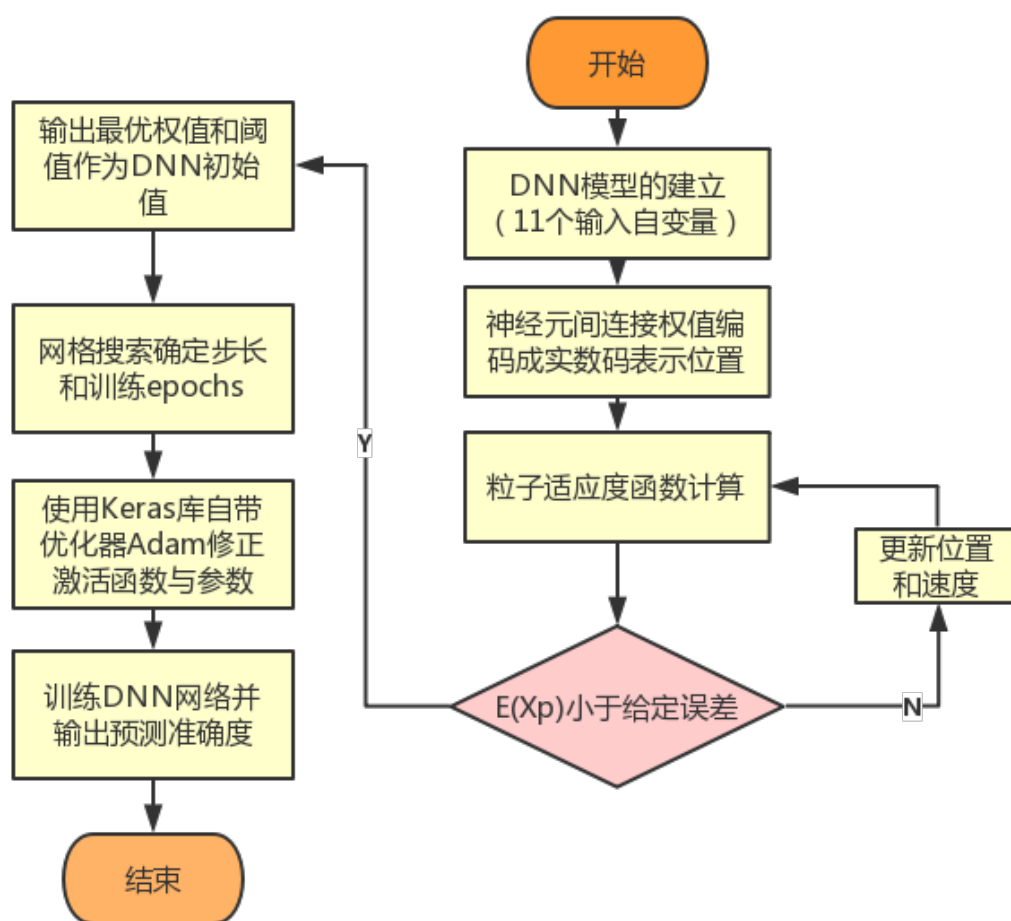 开始
DNN模型的建立
（11个输入自变量）
神经元间连接权值编
码成实数码表示位置
粒子适应度函数计算
E(Xp)小于给定误差
N
更新位置
和速度
Y
输出最优权值和阈
值作为DNN初始
值
网格搜索确定步长
和训练epochs
使用Keras库自带
优化器Adam修正
激活函数与参数
训练DNN网络并
输出预测准确度
结束